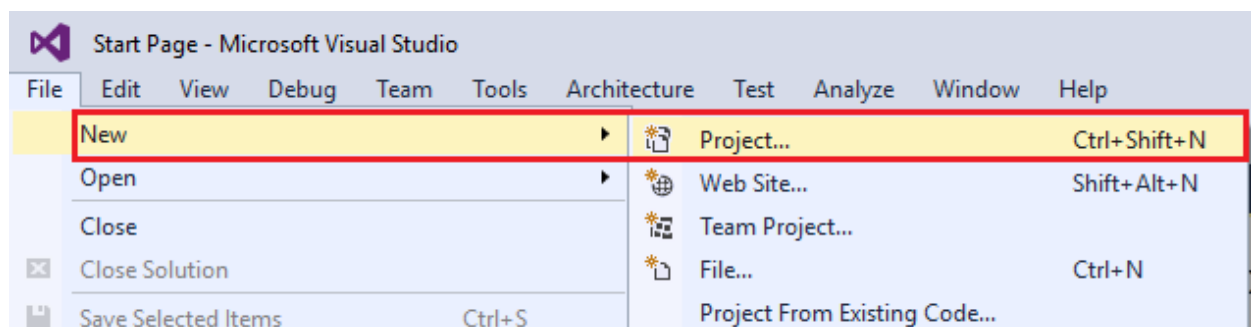 Start Page - Microsoft Visual Studio
File Edit View Debug Team Tools Architecture Test Analyze Window Help
New Project... Ctrl+Shift+N
Open Web Site... Shift+Alt+N
Close Team Project...
Close Solution File... Ctrl+N
Save Selected Items Ctrl+S Project From Existing Code...